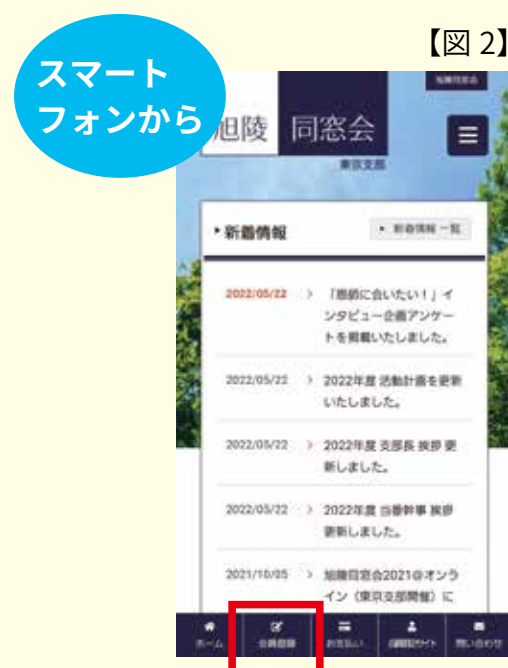 【図 2】
スマート
フォンから
旭陵同窓会
旭陵 同窓会
東京支部
新着情報
新着情報 一覧
2022/05/22
「恩師に会いたい！」イ
ンタビュー企画アンケー
トを掲載いたしました。
2022/05/22
2022年度 活動計画を更新
いたしました。
2022/05/22
2022年度 支部長 挨拶 更
新しました。
2022/05/22
2022年度 当番幹事 挨拶
更新しました。
2021/10/05
旭陵同窓会2021@オンラ
イン（東京支部開催）に
ホーム
会員登録
お支払い
問い合わせ